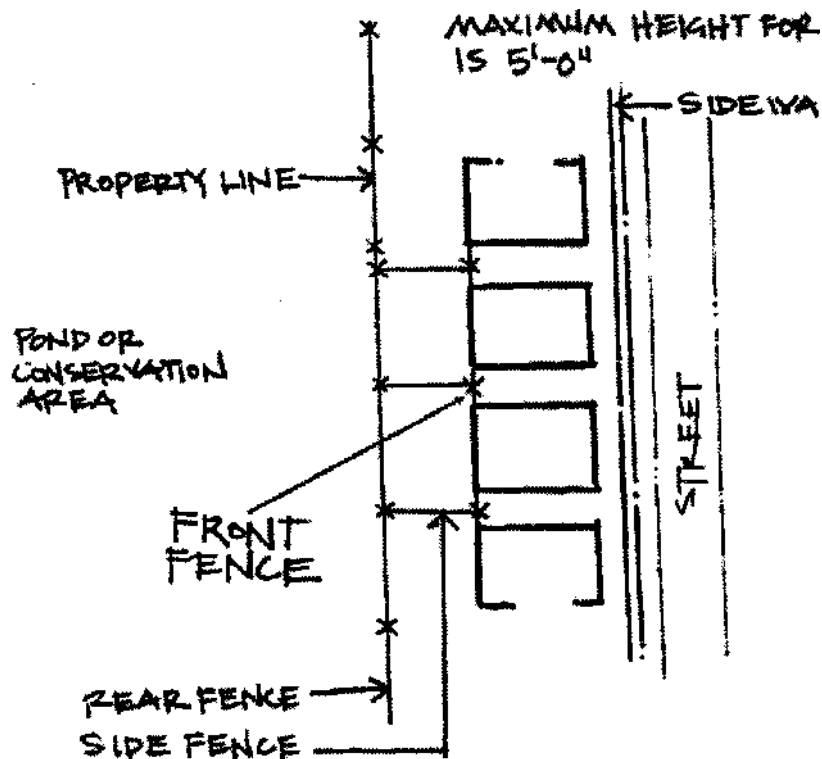 MAXIMUM HEIGHT FOR
IS 5'-0"
SIDEWA
PROPERTY LINE
POND OR
CONSERVATION
AREA
STREET
FRONT
FENCE
REAR FENCE
SIDE FENCE